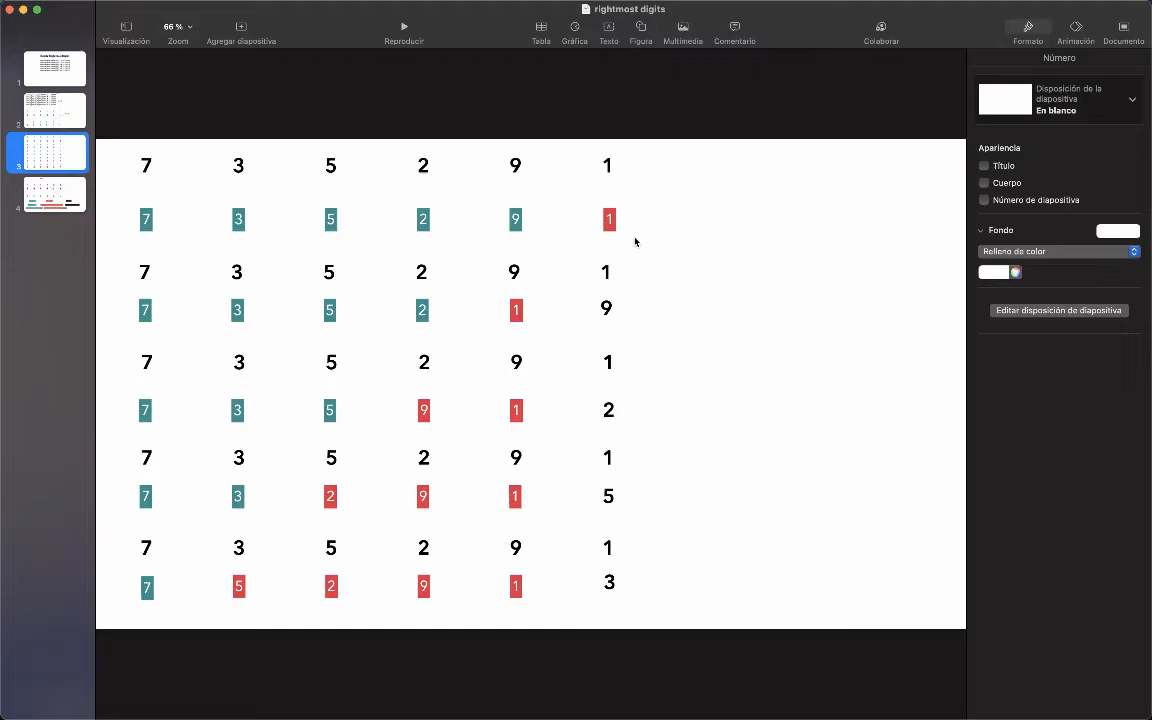 rightmost digits
66 %
Visualización Zoom Agregar diapositiva Reproducir Tabla Gráfica Texto Figura Multimedia Comentario Colaborar Formato Animación Documento
Número
Disposición de la
diapositiva
En blanco
Apariencia
Título
Cuerpo
Número de diapositiva
Fondo
Relleno de color
Editar disposición de diapositiva
1
2
3
4
7 3 5 2 9 1
7 3 5 2 9 1
7 3 5 2 9 1
7 3 5 2 1 9
7 3 5 2 9 1
7 3 5 9 1 2
7 3 5 2 9 1
7 3 2 9 1 5
7 3 5 2 9 1
7 5 2 9 1 3